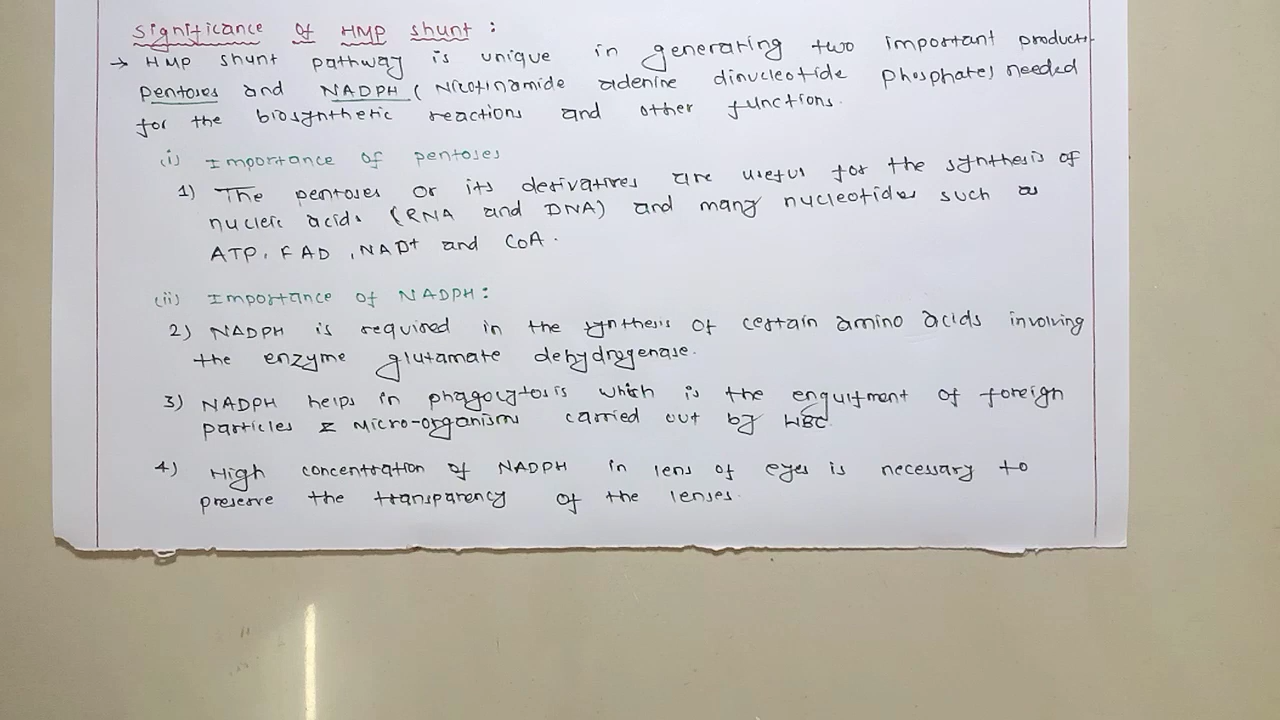 Significance of HMP shunt :
→ HMP shunt pathway is unique in generating two important products
pentoses and NADPH (Nicotinamide adenine dinucleotide phosphate) needed
for the biosynthetic reactions and other functions.
(i) Importance of pentoses
1) The pentoses or its derivatives are useful for the synthesis of
nucleic acids (RNA and DNA) and many nucleotides such as
ATP, FAD, NAD+ and CoA.
(ii) Importance of NADPH :
2) NADPH is required in the synthesis of certain amino acids involving
the enzyme glutamate dehydrogenase.
3) NADPH helps in phagocytosis which is the engulfment of foreign
particles & Micro-organisms carried out by WBC.
4) High concentration of NADPH in lens of eyes is necessary to
preserve the transparency of the lenses.